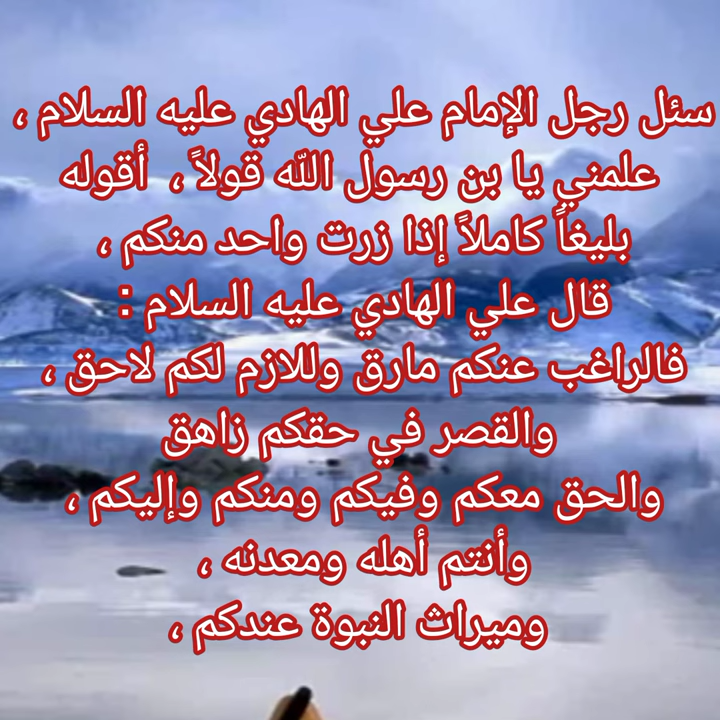 سئل رجل الإمام علي الهادي عليه السلام ،
علمني يا بن رسول الله قولاً ، أقوله
بليغاً كاملاً إذا زرت واحد منكم ،
قال علي الهادي عليه السلام :
فالراغب عنكم مارق وللازم لكم لاحق ،
والقصر في حقكم زاهق
والحق معكم وفيكم ومنكم وإليكم ،
وأنتم أهله ومعدنه ،
وميراث النبوة عندكم ،